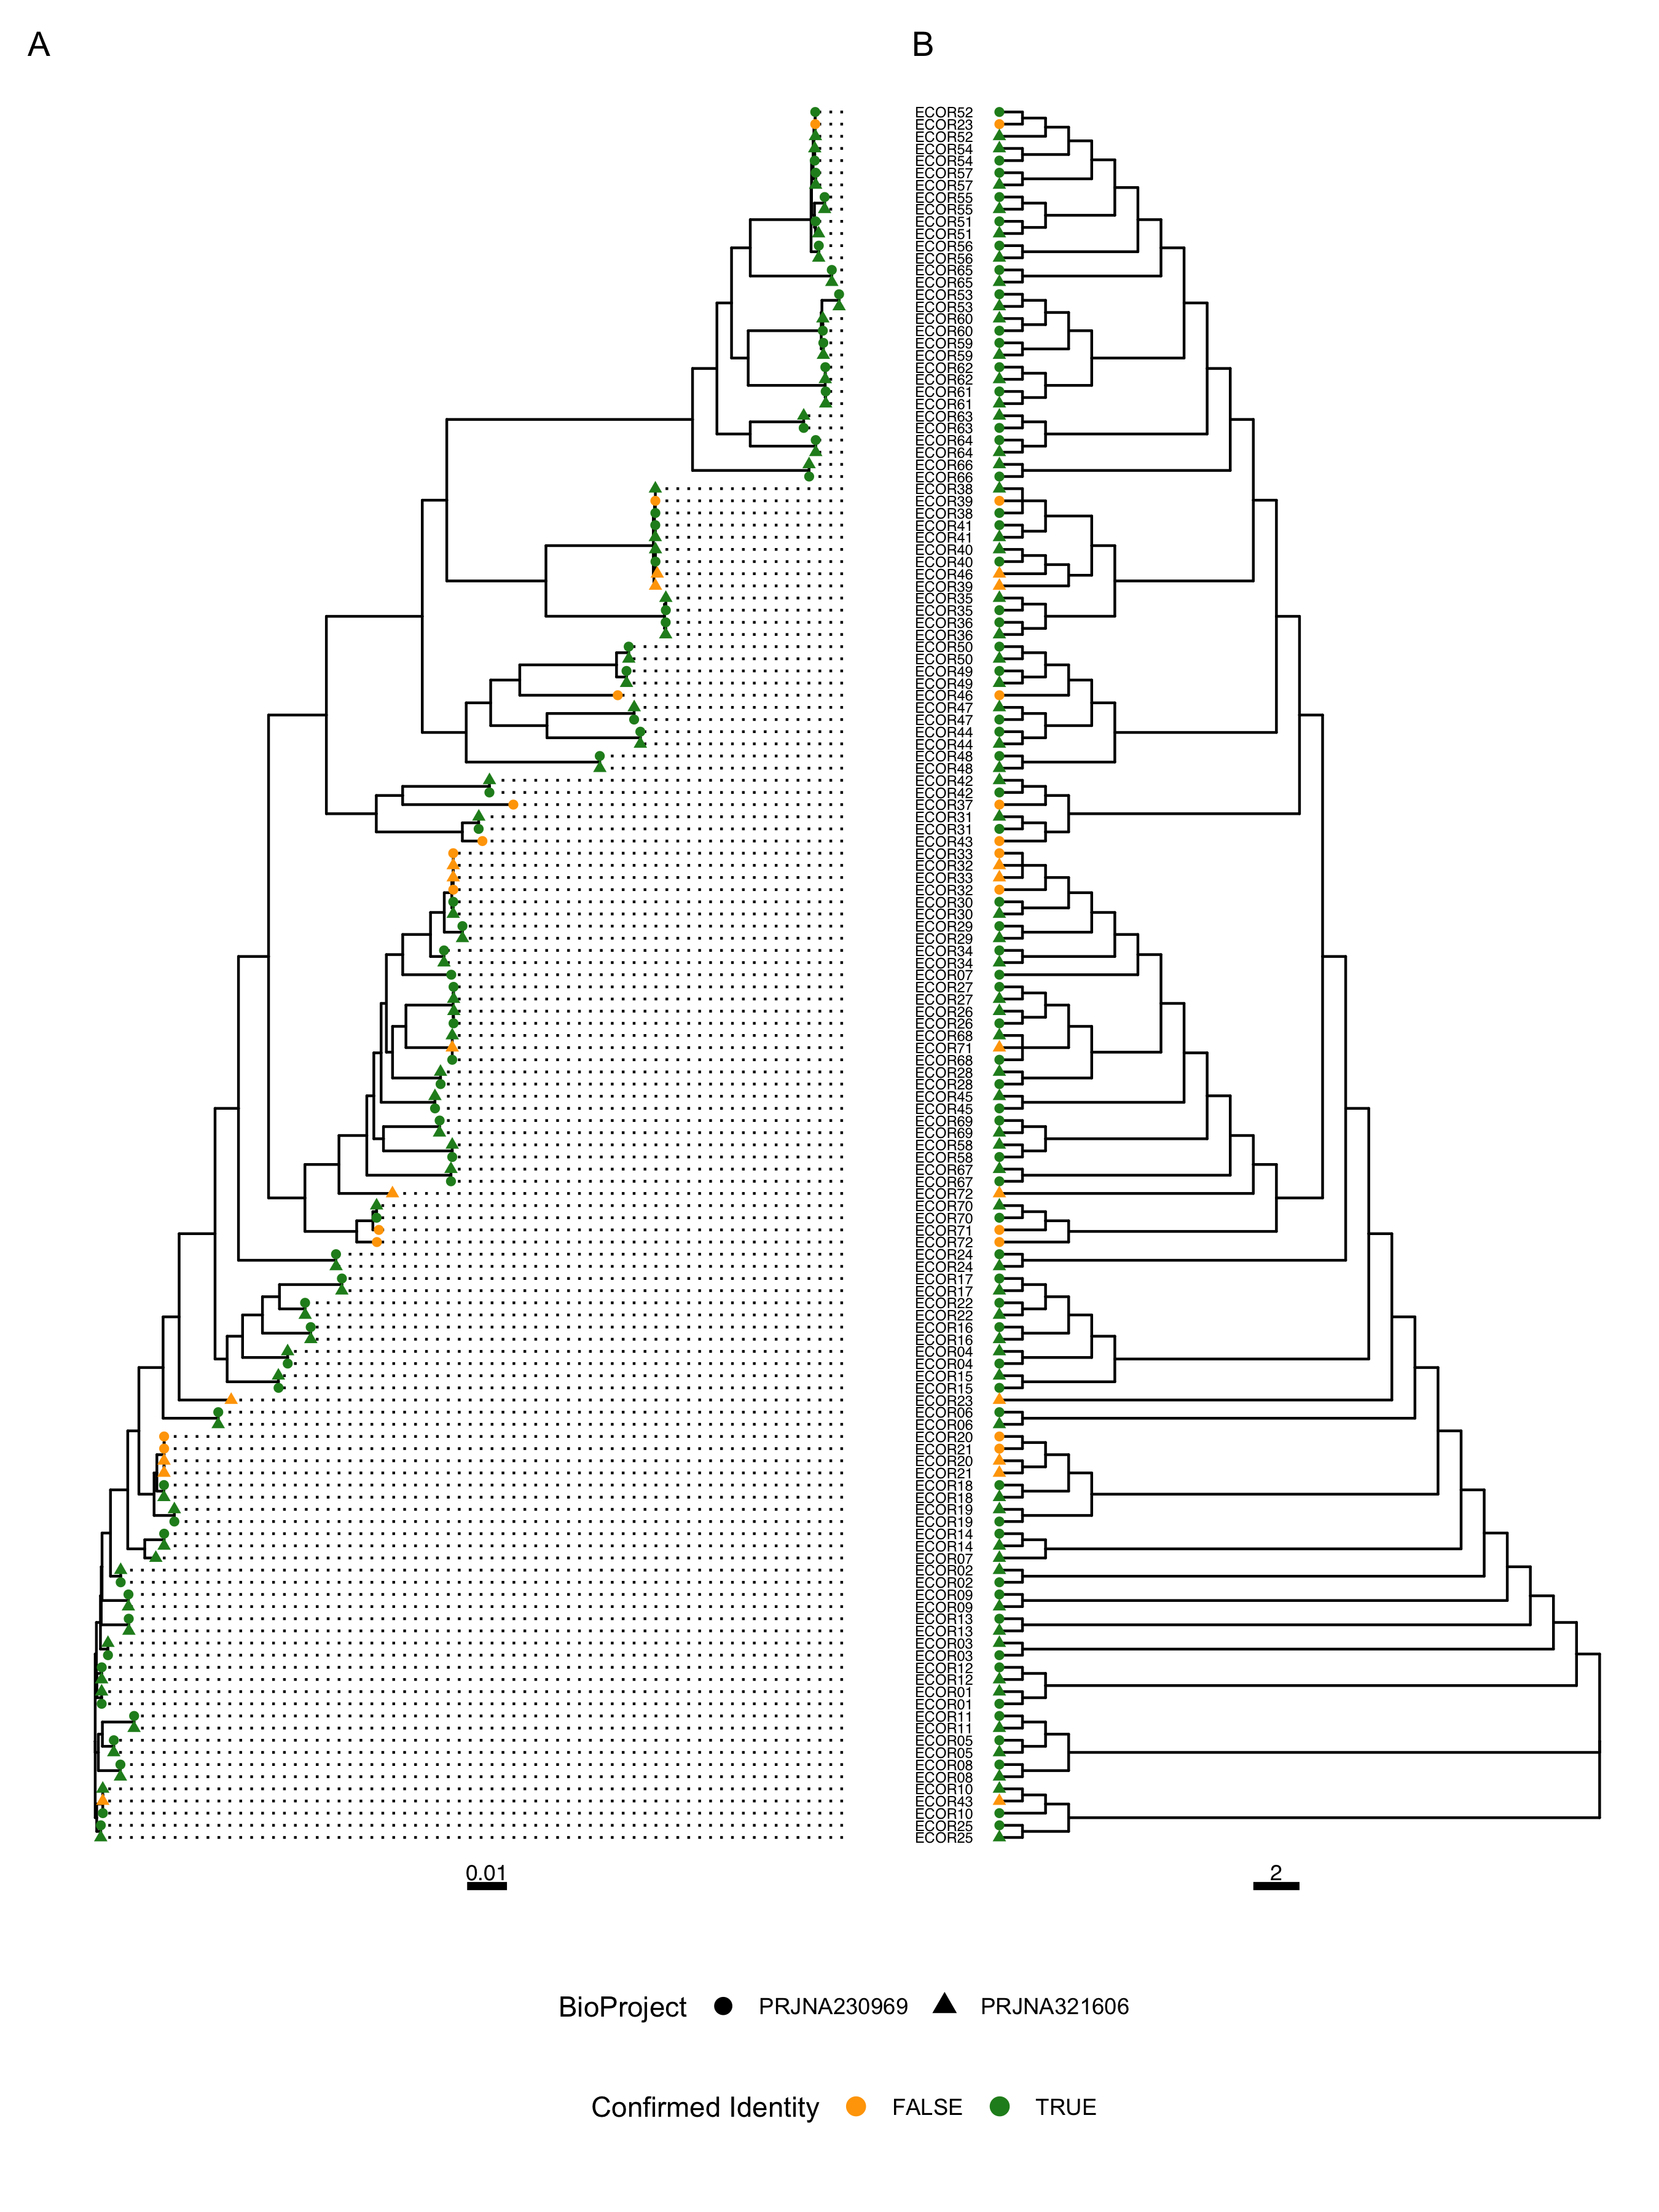 A
B
ECOR52
ECOR23
ECOR52
ECOR54
ECOR54
ECOR57
ECOR57
ECOR55
ECOR55
ECOR51
ECOR51
ECOR56
ECOR56
ECOR65
ECOR65
ECOR53
ECOR53
ECOR60
ECOR60
ECOR59
ECOR59
ECOR62
ECOR62
ECOR61
ECOR61
ECOR63
ECOR63
ECOR64
ECOR64
ECOR66
ECOR66
ECOR38
ECOR39
ECOR38
ECOR41
ECOR41
ECOR40
ECOR40
ECOR46
ECOR39
ECOR35
ECOR35
ECOR36
ECOR36
ECOR50
ECOR50
ECOR49
ECOR49
ECOR46
ECOR47
ECOR47
ECOR44
ECOR44
ECOR48
ECOR48
ECOR42
ECOR42
ECOR37
ECOR31
ECOR31
ECOR43
ECOR33
ECOR32
ECOR33
ECOR32
ECOR30
ECOR30
ECOR29
ECOR29
ECOR34
ECOR34
ECOR07
ECOR27
ECOR27
ECOR26
ECOR26
ECOR68
ECOR71
ECOR68
ECOR28
ECOR28
ECOR45
ECOR45
ECOR69
ECOR69
ECOR58
ECOR58
ECOR67
ECOR67
ECOR72
ECOR70
ECOR70
ECOR71
ECOR72
ECOR24
ECOR24
ECOR17
ECOR17
ECOR22
ECOR22
ECOR16
ECOR16
ECOR04
ECOR04
ECOR15
ECOR15
ECOR23
ECOR06
ECOR06
ECOR20
ECOR21
ECOR20
ECOR21
ECOR18
ECOR18
ECOR19
ECOR19
ECOR14
ECOR14
ECOR07
ECOR02
ECOR02
ECOR09
ECOR09
ECOR13
ECOR13
ECOR03
ECOR03
ECOR12
ECOR12
ECOR01
ECOR01
ECOR11
ECOR11
ECOR05
ECOR05
ECOR08
ECOR08
ECOR10
ECOR43
ECOR10
ECOR25
ECOR25
0.01
2
BioProject PRJNA230969 PRJNA321606
Confirmed Identity FALSE TRUE